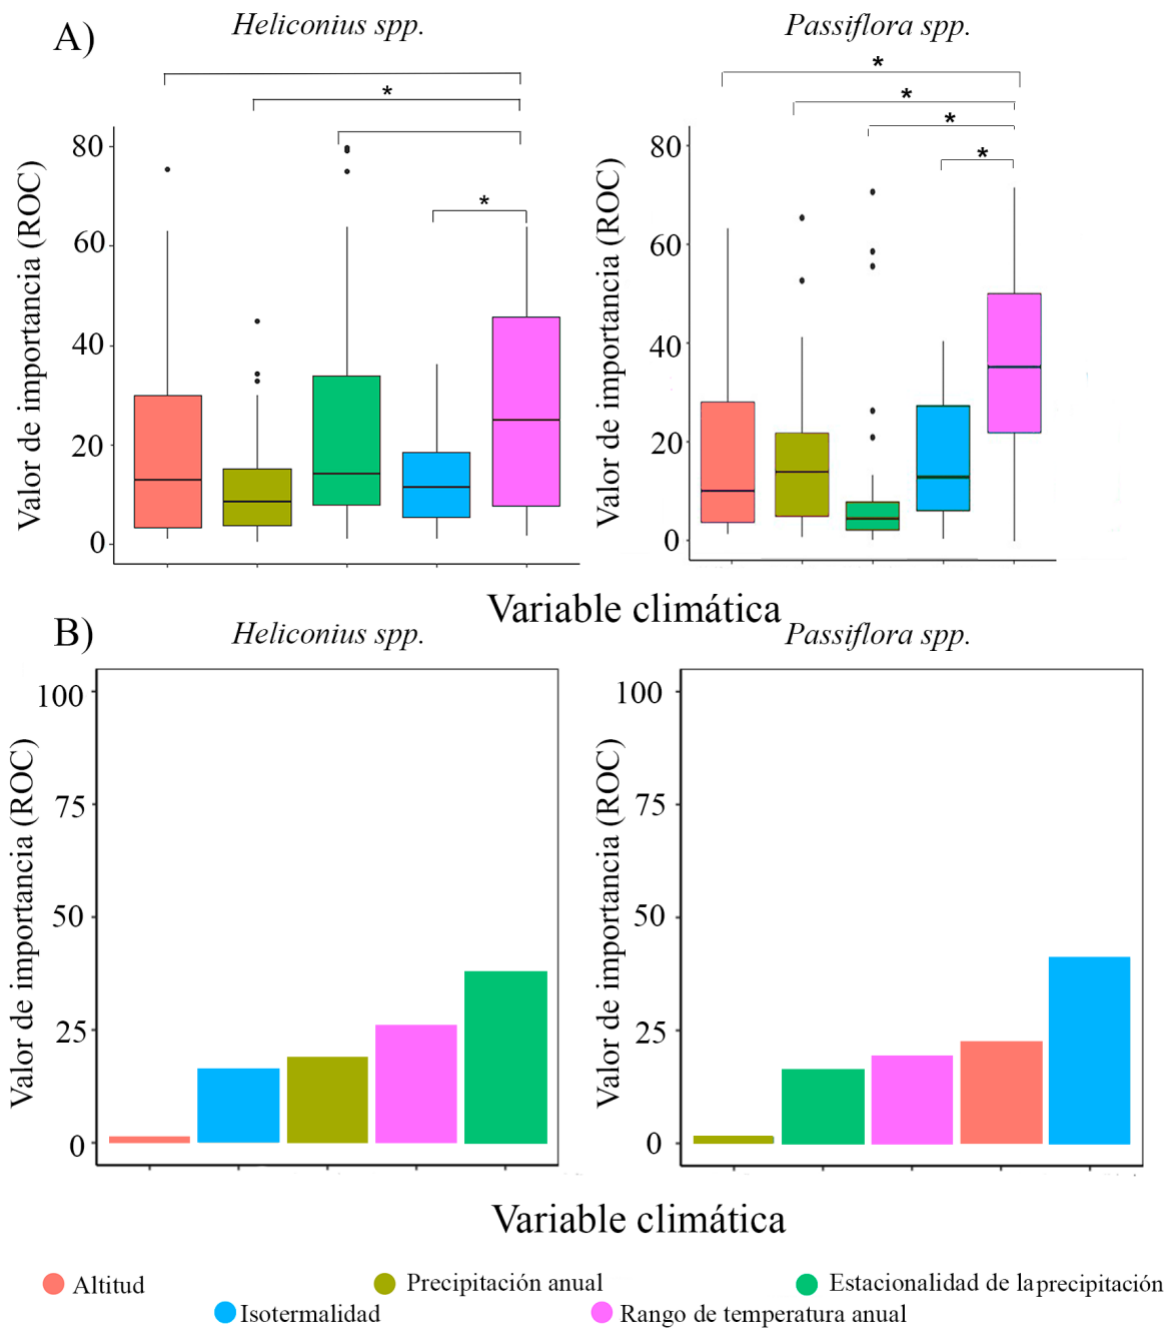 A)
Heliconius spp.
Passiflora spp.
*
*
*
*
*
*
Valor de importancia (ROC)
80
60
40
20
0
Valor de importancia (ROC)
80
60
40
20
0
Variable climática
B)
Heliconius spp.
Passiflora spp.
Valor de importancia (ROC)
100
75
50
25
0
Valor de importancia (ROC)
100
75
50
25
0
Variable climática
Altitud
Precipitación anual
Estacionalidad de la precipitación
Isotermalidad
Rango de temperatura anual